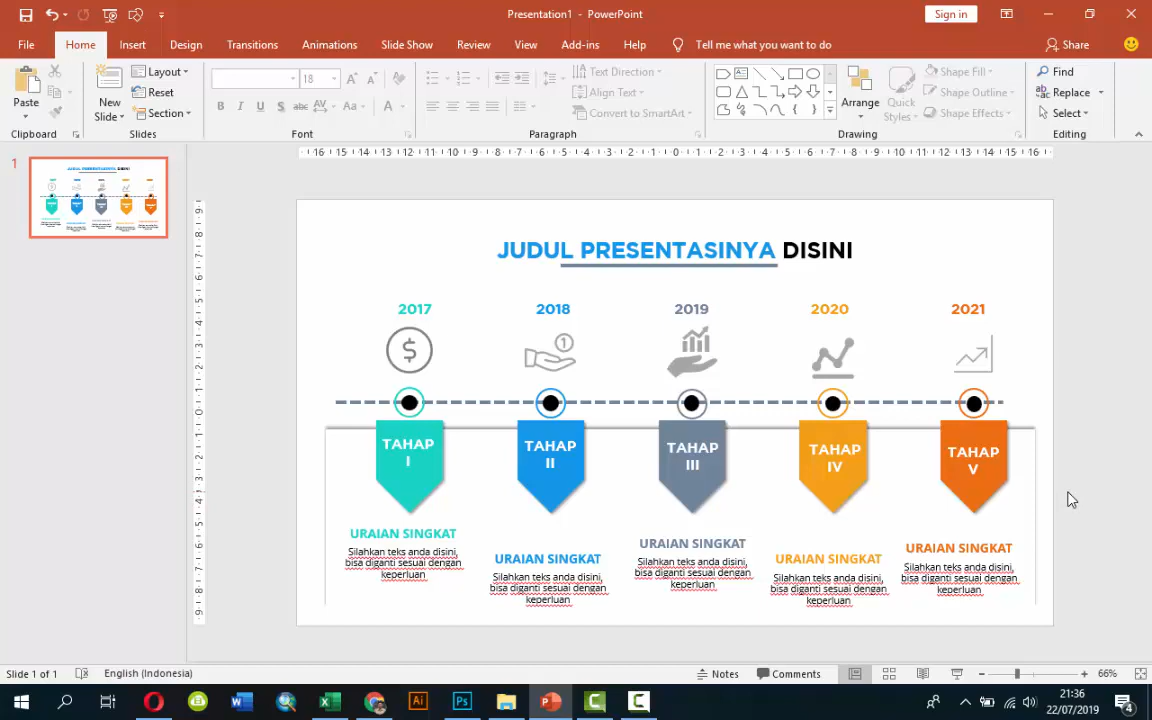 Presentation1 - PowerPoint
Sign in
File Home Insert Design Transitions Animations Slide Show Review View Add-ins Help Tell me what you want to do Share
Paste
New
Slide
Layout
Reset
Section
18
Text Direction
Align Text
Convert to SmartArt
Arrange
Quick
Styles
Shape Fill
Shape Outline
Shape Effects
Find
Replace
Select
Clipboard Slides Font Paragraph Drawing Editing
1
JUDUL PRESENTASINYA DISINI
2017 2018 2019 2020 2021
TAHAP
I
TAHAP
II
TAHAP
III
TAHAP
IV
TAHAP
V
URAIAN SINGKAT
Silahkan teks anda disini,
bisa diganti sesuai dengan
keperluan
URAIAN SINGKAT
Silahkan teks anda disini,
bisa diganti sesuai dengan
keperluan
URAIAN SINGKAT
Silahkan teks anda disini,
bisa diganti sesuai dengan
keperluan
URAIAN SINGKAT
Silahkan teks anda disini,
bisa diganti sesuai dengan
keperluan
URAIAN SINGKAT
Silahkan teks anda disini,
bisa diganti sesuai dengan
keperluan
Slide 1 of 1 English (Indonesia) Notes Comments 66%
21:36
22/07/2019